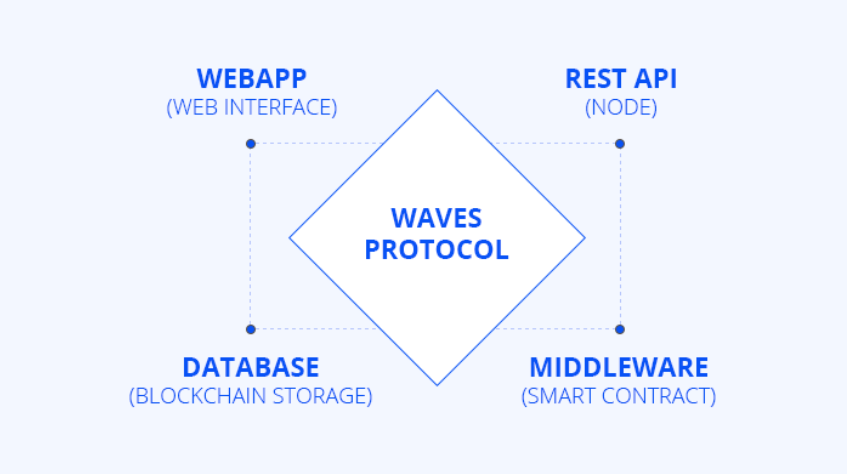 WEBAPP
(WEB INTERFACE)
REST API
(NODE)
WAVES
PROTOCOL
DATABASE
(BLOCKCHAIN STORAGE)
MIDDLEWARE
(SMART CONTRACT)